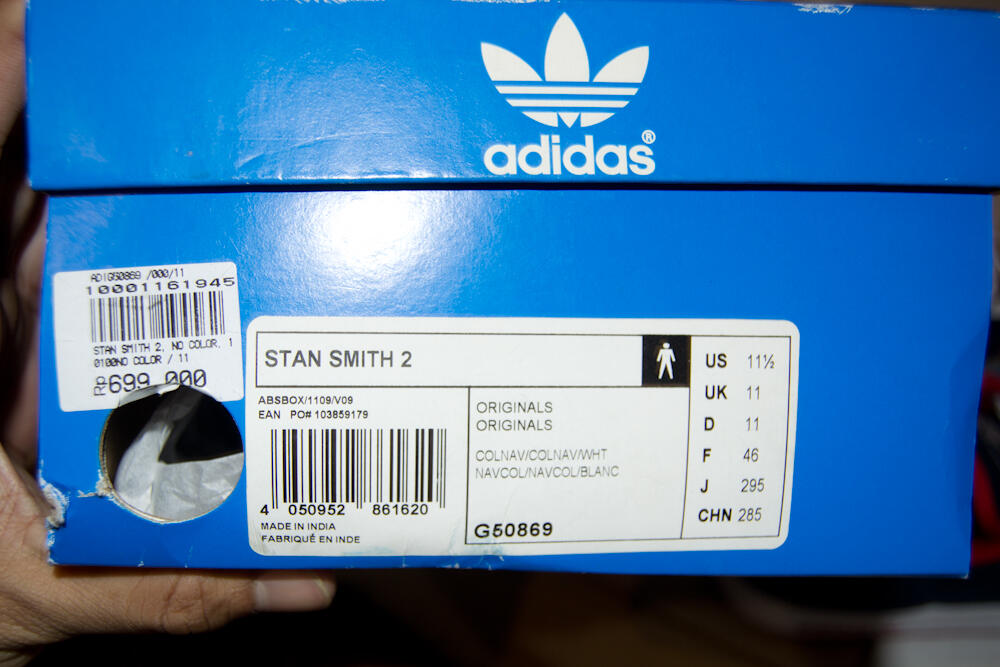 adidas®
ADIG50869 /000/11
10001161945
STAN SMITH 2, NO COLOR, 1
0100NO COLOR / 11
Rp 699.000
STAN SMITH 2
ABSBOX/1109/V09
EAN PO# 103859179
4 050952 861620
MADE IN INDIA
FABRIQUÉ EN INDE
ORIGINALS
ORIGINALS
COLNAV/COLNAV/WHT
NAVCOL/NAVCOL/BLANC
G50869
US 11½
UK 11
D 11
F 46
J 295
CHN 285